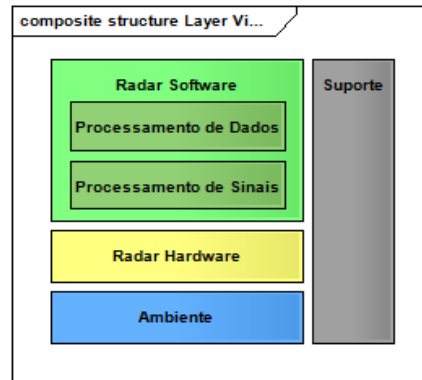 composite structure Layer Vi...
Radar Software
Suporte
Processamento de Dados
Processamento de Sinais
Radar Hardware
Ambiente